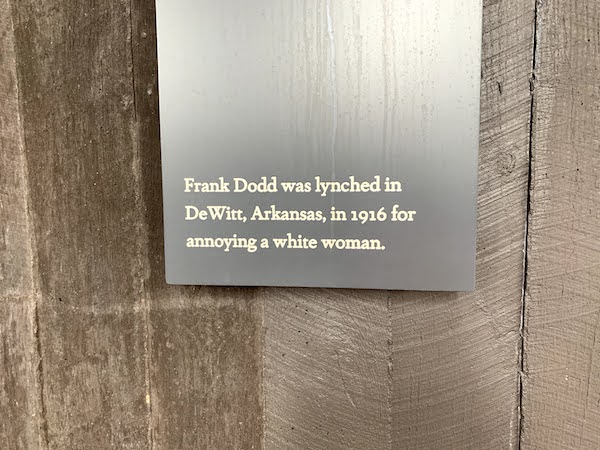 Frank Dodd was lynched in
DeWitt, Arkansas, in 1916 for
annoying a white woman.